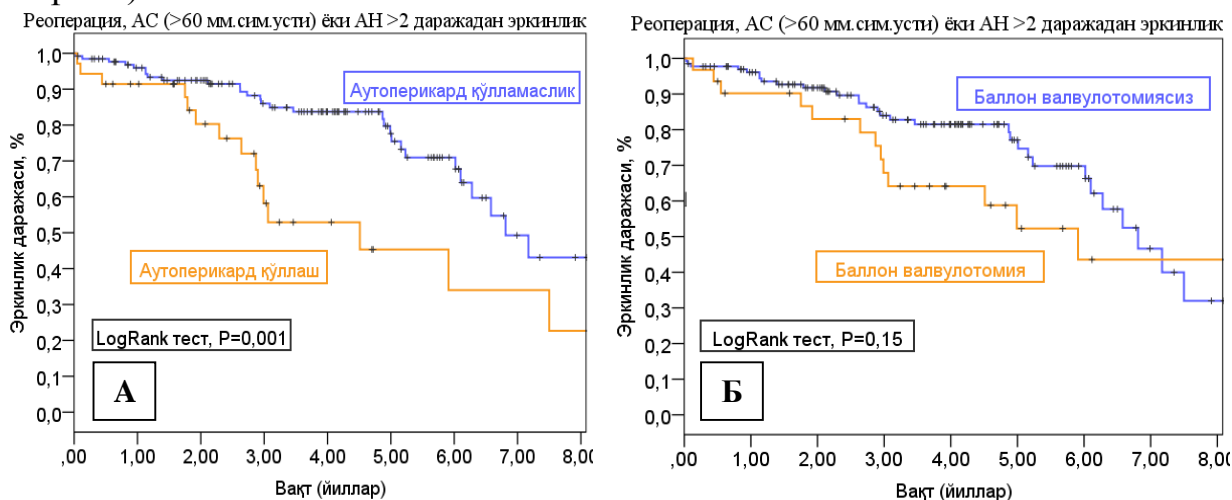 Реоперация, АС (>60 мм.сим.усти) ёки АН >2 даражадан эркинлик
Эркинлик даражаси, %
1,0
0,9
0,8
0,7
0,6
0,5
0,4
0,3
0,2
0,1
0,0
Аутоперикард қўлламаслик
Аутоперикард қўллаш
LogRank тест, P=0,001
А
,00 1,00 2,00 3,00 4,00 5,00 6,00 7,00 8,00
Вақт (йиллар)
Реоперация, АС (>60 мм.сим.усти) ёки АН >2 даражадан эркинлик
Эркинлик даражаси, %
1,0
0,9
0,8
0,7
0,6
0,5
0,4
0,3
0,2
0,1
0,0
Баллон валвулотомиясиз
Баллон валвулотомия
LogRank тест, P=0,15
Б
,00 1,00 2,00 3,00 4,00 5,00 6,00 7,00 8,00
Вақт (йиллар)